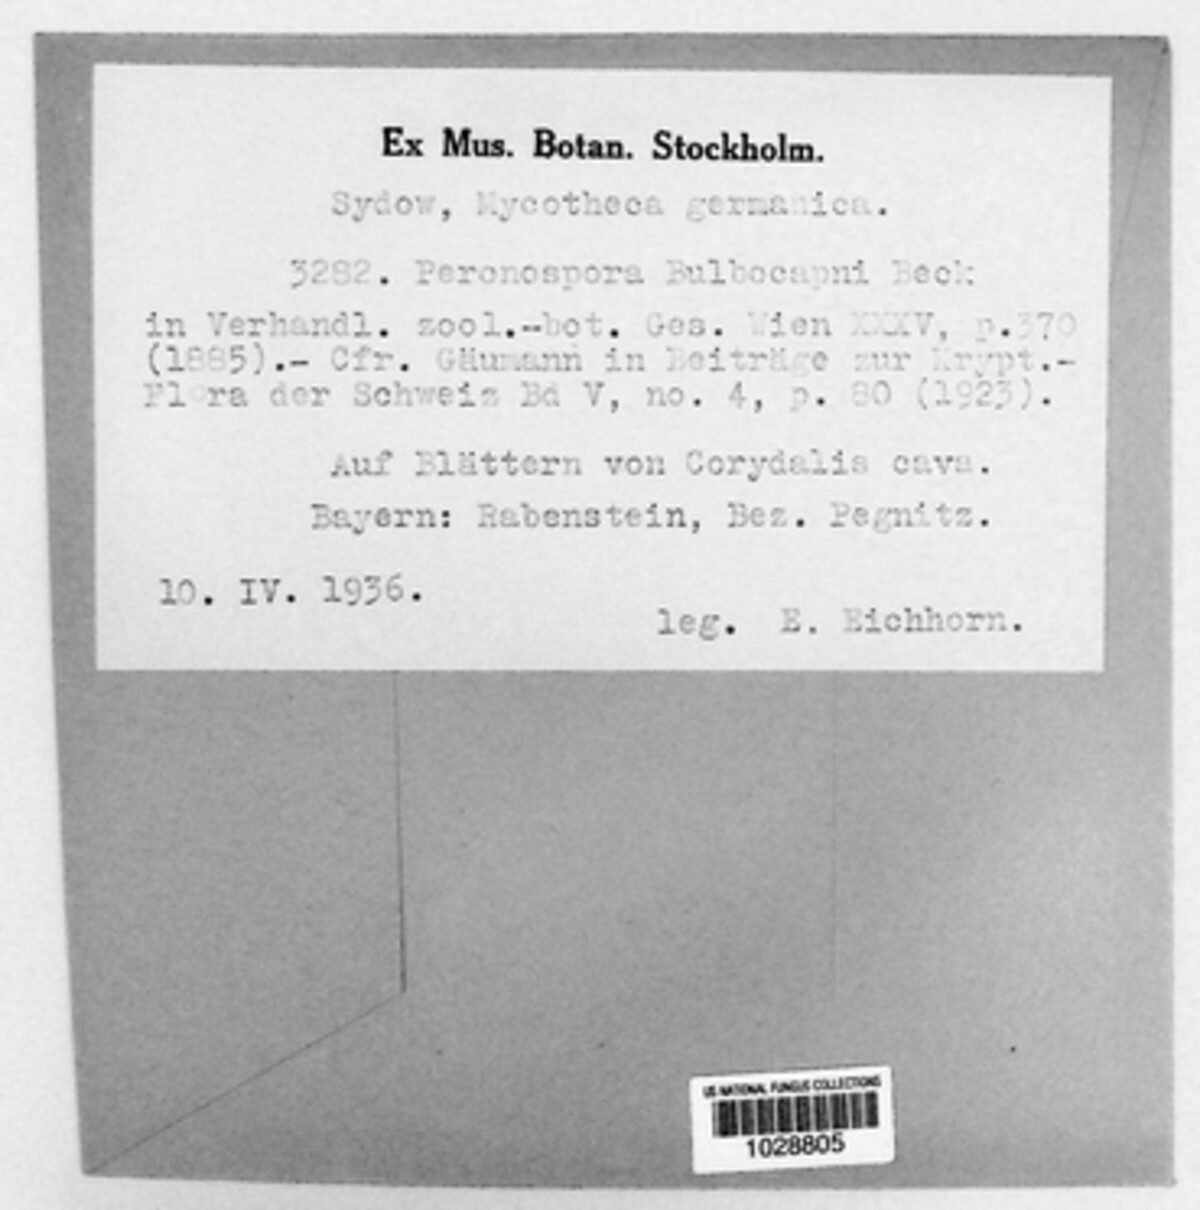 Ex Mus. Botan. Stockholm.
Sydow, Mycotheca germanica.
3282. Peronospora Bulbocapni Beck
in Verhandl. zool.-bot. Ges. Wien XXXV, p.370
(1885).- Cfr. Gäumann in Beiträge zur Krypt.-
Flora der Schweiz Bd V, no. 4, p. 80 (1923).
Auf Blättern von Corydalis cava.
Bayern: Rabenstein, Bez. Pegnitz.
10. IV. 1936.
leg. E. Eichhorn.
US NATIONAL FUNGUS COLLECTIONS
1028805